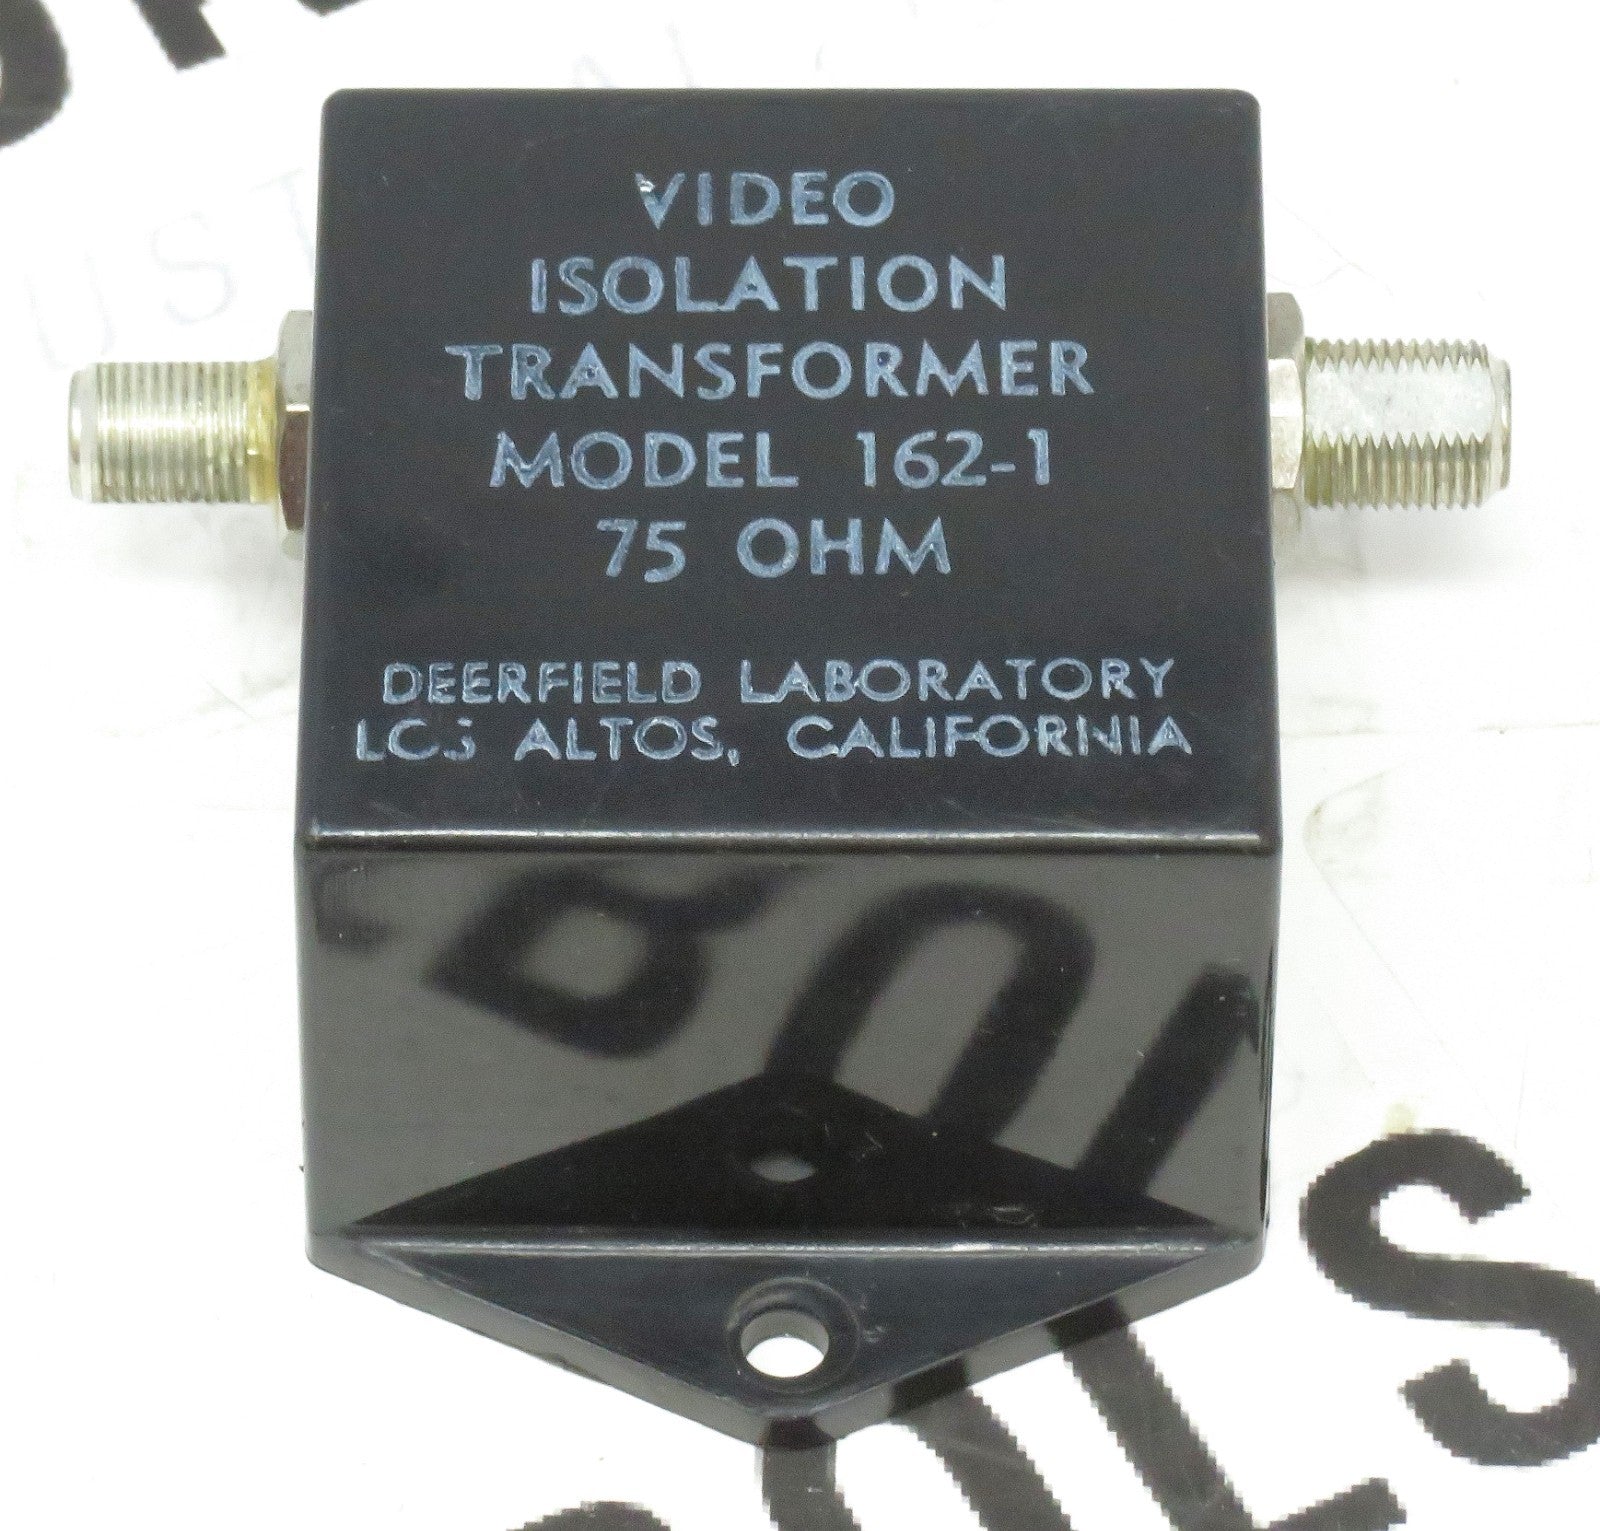 VIDEO
ISOLATION
TRANSFORMER
MODEL 162-1
75 OHM
DEERFIELD LABORATORY
LOS ALTOS, CALIFORNIA